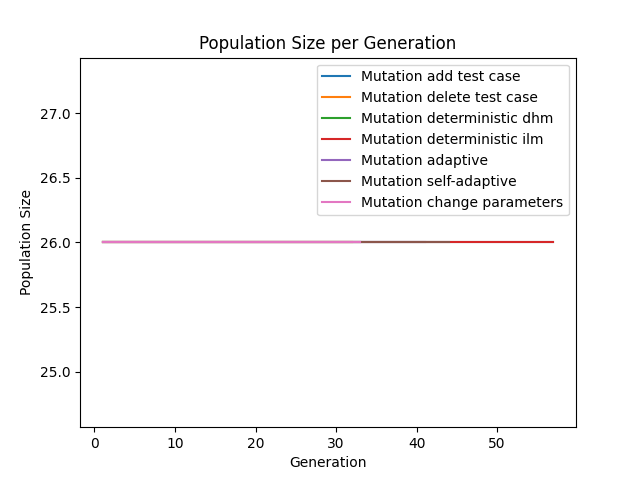 Population Size per Generation
Mutation add test case
Mutation delete test case
Mutation deterministic dhm
Mutation deterministic ilm
Mutation adaptive
Mutation self-adaptive
Mutation change parameters
Population Size
27.0
26.5
26.0
25.5
25.0
0 10 20 30 40 50
Generation